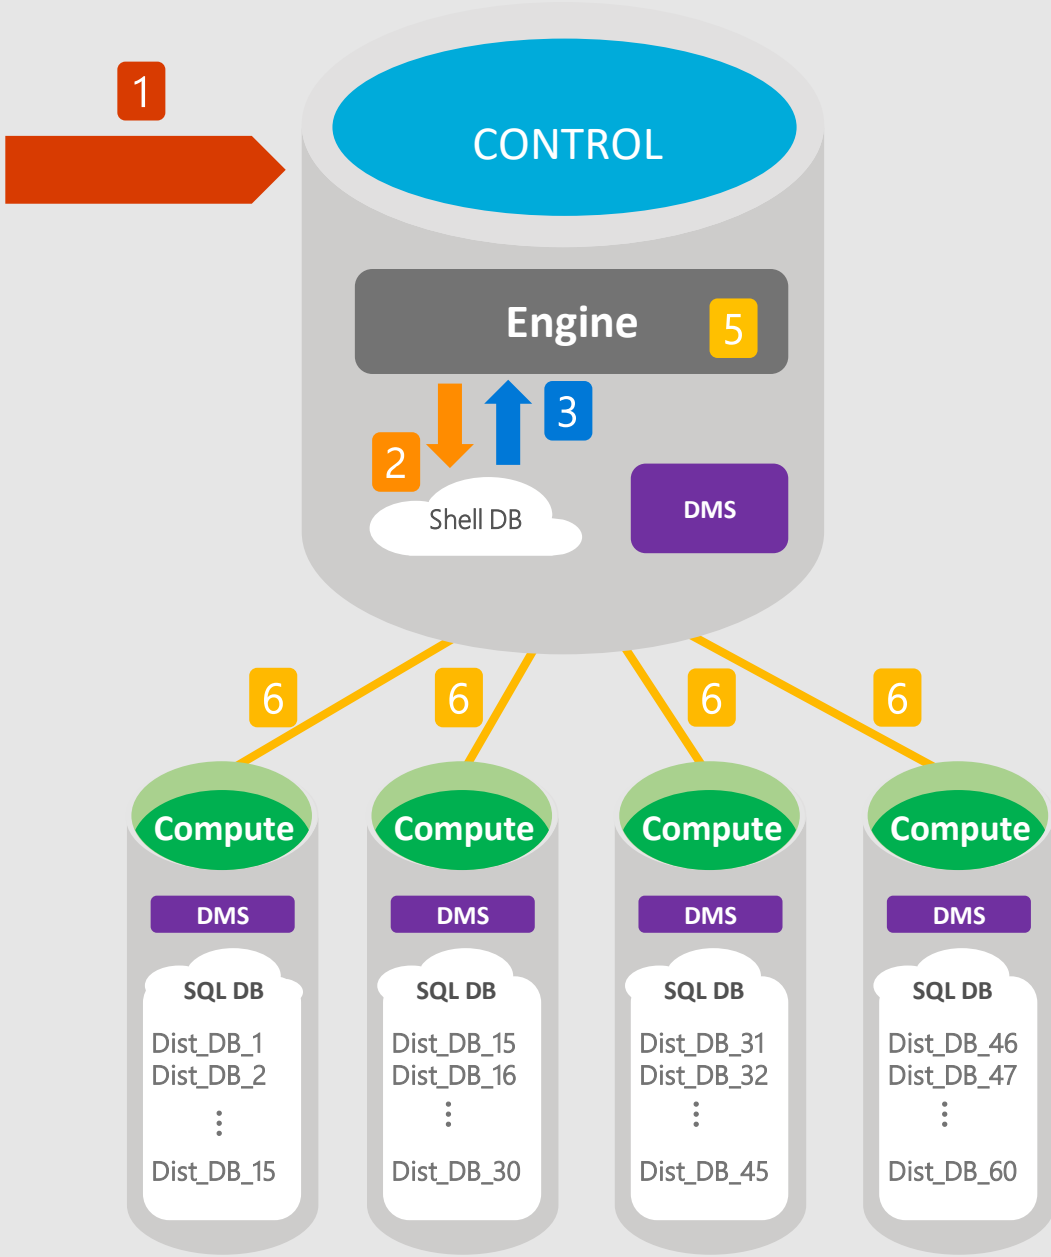 1
CONTROL
Engine
5
3
2
Shell DB
DMS
6
6
6
6
Compute
Compute
Compute
Compute
DMS
DMS
DMS
DMS
SQL DB
SQL DB
SQL DB
SQL DB
Dist_DB_1
Dist_DB_15
Dist_DB_31
Dist_DB_46
Dist_DB_2
Dist_DB_16
Dist_DB_32
Dist_DB_47
⋮
⋮
⋮
⋮
Dist_DB_15
Dist_DB_30
Dist_DB_45
Dist_DB_60